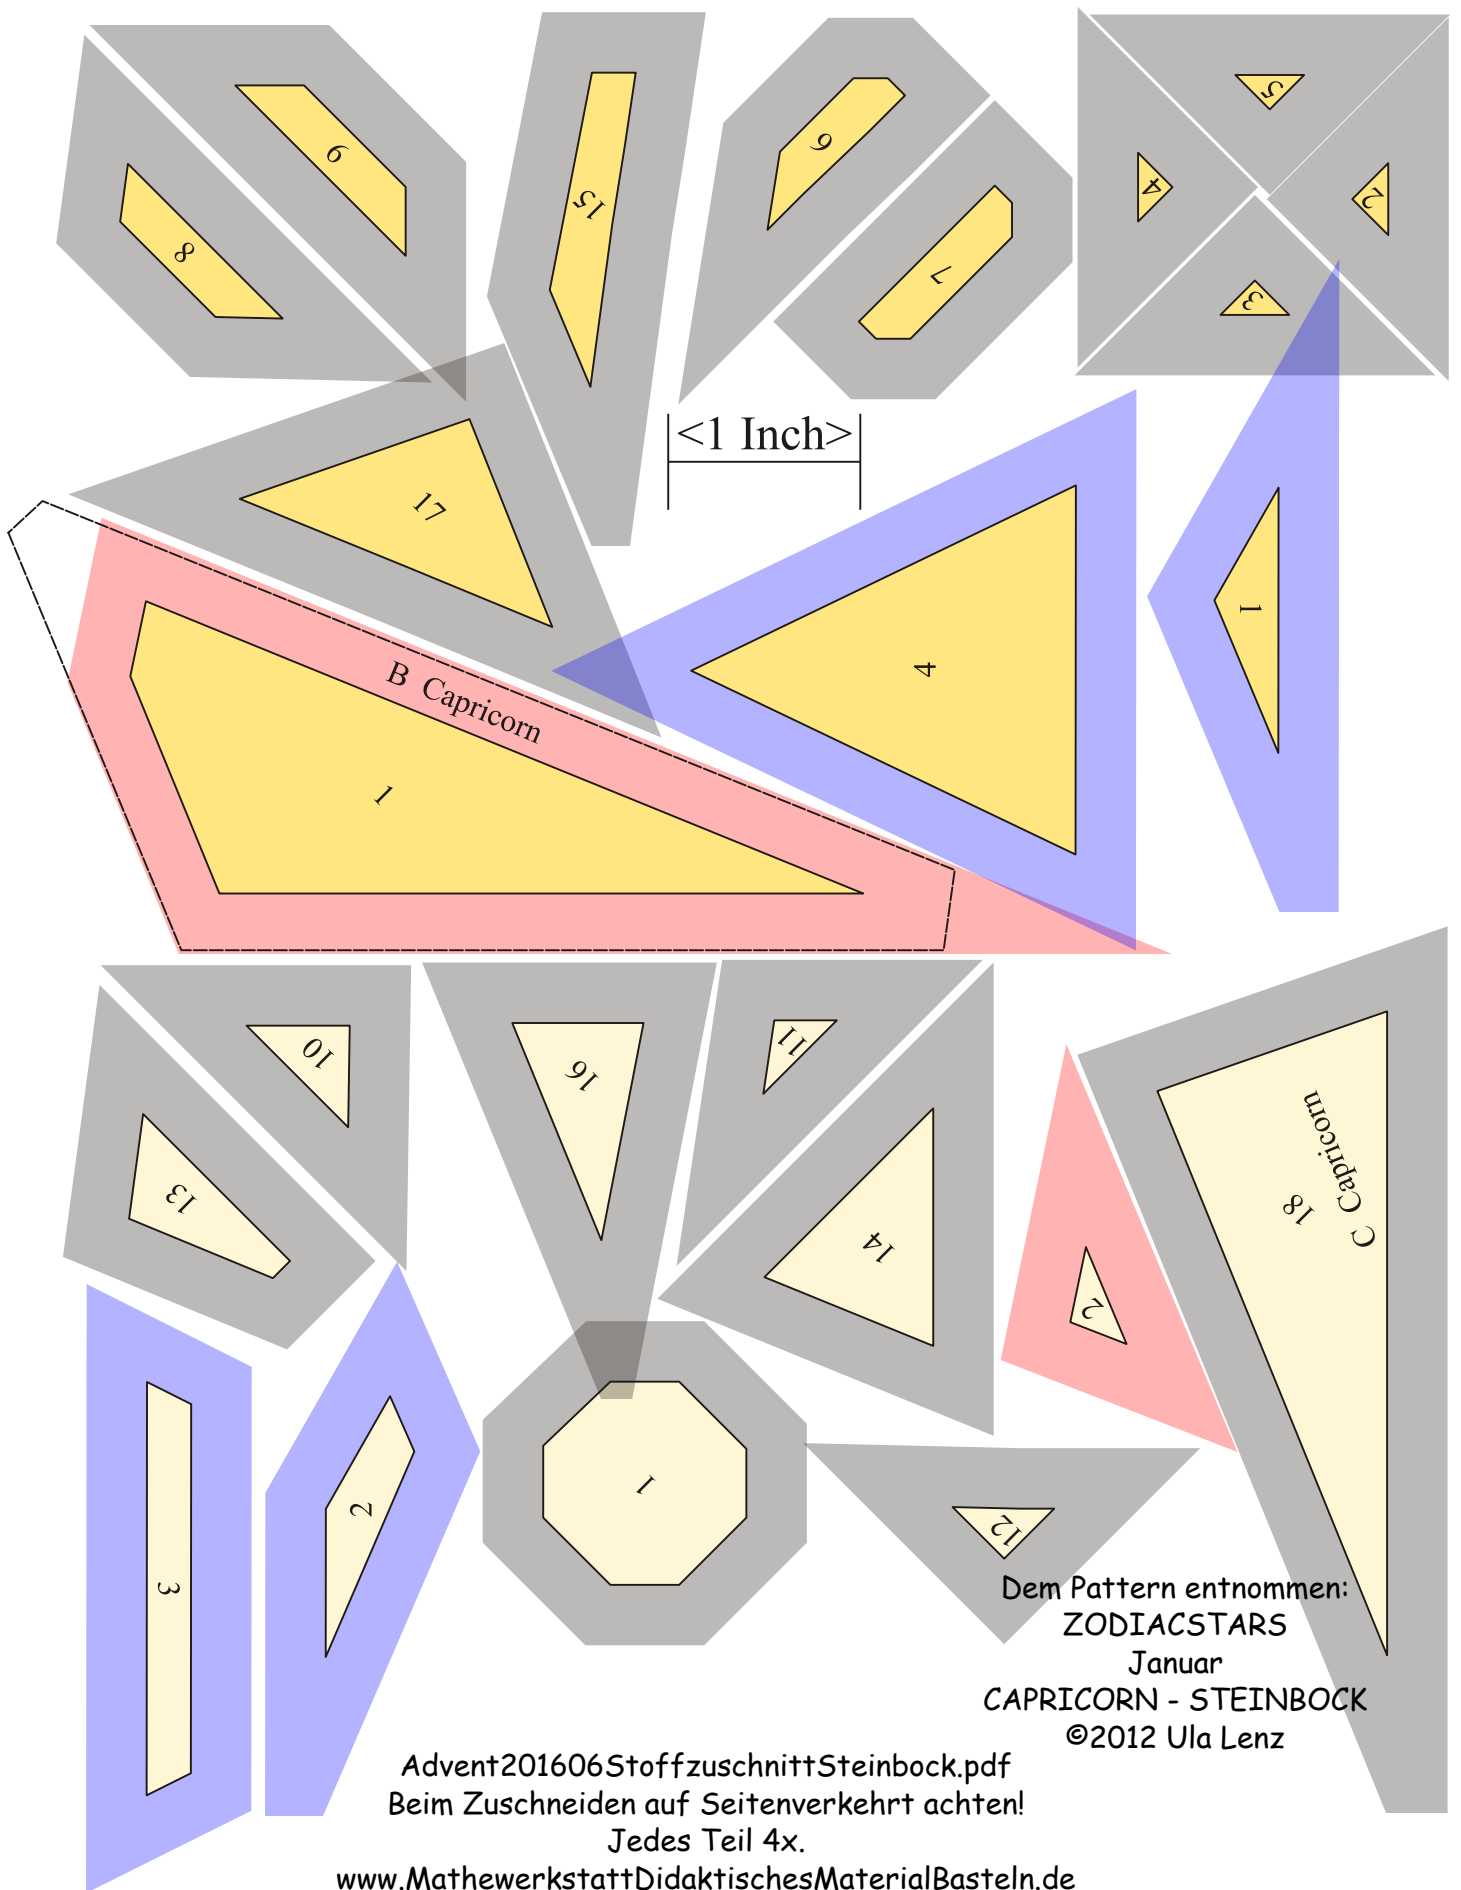 9
8
15
6
7
5
4
2
3
<1 Inch>
17
B Capricorn
1
4
1
10
13
16
11
14
2
C Capricorn
18
3
2
1
12
Dem Pattern entnommen:
ZODIACSTARS
Januar
CAPRICORN - STEINBOCK
©2012 Ula Lenz
Advent201606StoffzuschnittSteinbock.pdf
Beim Zuschneiden auf Seitenverkehrt achten!
Jedes Teil 4x.
www.MathewerkstattDidaktischesMaterialBasteln.de